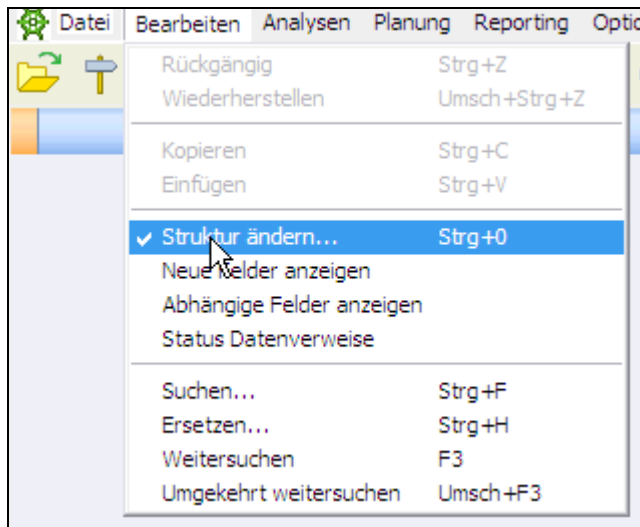 Datei Bearbeiten Analysen Planung Reporting
Rückgängig Strg+Z
Wiederherstellen Umsch+Strg+Z
Kopieren Strg+C
Einfügen Strg+V
Struktur ändern... Strg+0
Neue Felder anzeigen
Abhängige Felder anzeigen
Status Datenverweise
Suchen... Strg+F
Ersetzen... Strg+H
Weitersuchen F3
Umgekehrt weitersuchen Umsch+F3